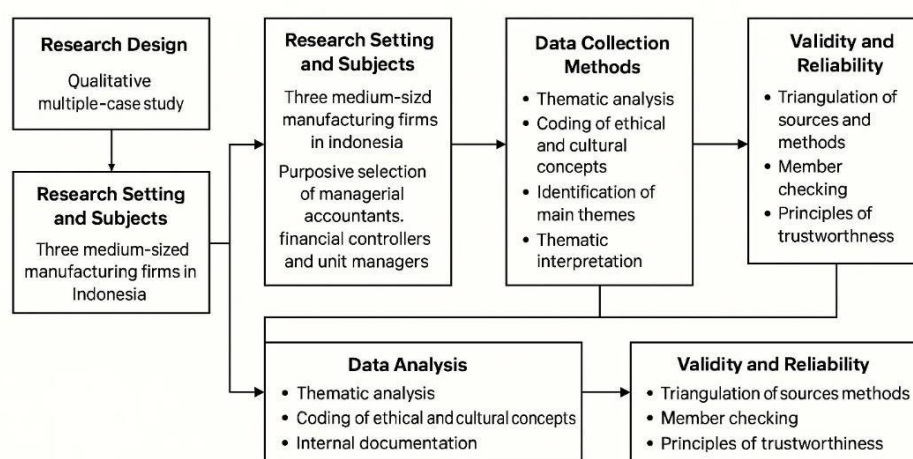 Research Design
Qualitative
multiple-case study
Research Setting
and Subjects
Three medium-sized
manufacturing firms in
Indonesia
Research Setting
and Subjects
Three medium-sizd
manufacturing firms
in indonesia
Purposive selection
of managerial
accountants.
financial controllers
and unit managers
Data Collection
Methods
• Thematic analysis
• Coding of ethical
and cultural
concepts
• Identification of
main themes
• Thematic
interpretation
Validity and
Reliability
• Triangulation of
sources and
methods
• Member
checking
• Principles of
trustworhness
Data Analysis
• Thematic analysis
• Coding of ethical and cultural concepts
• Internal documentation
Validity and Reliability
• Triangulation of sources methods
• Member checking
• Principles of trustworthiness